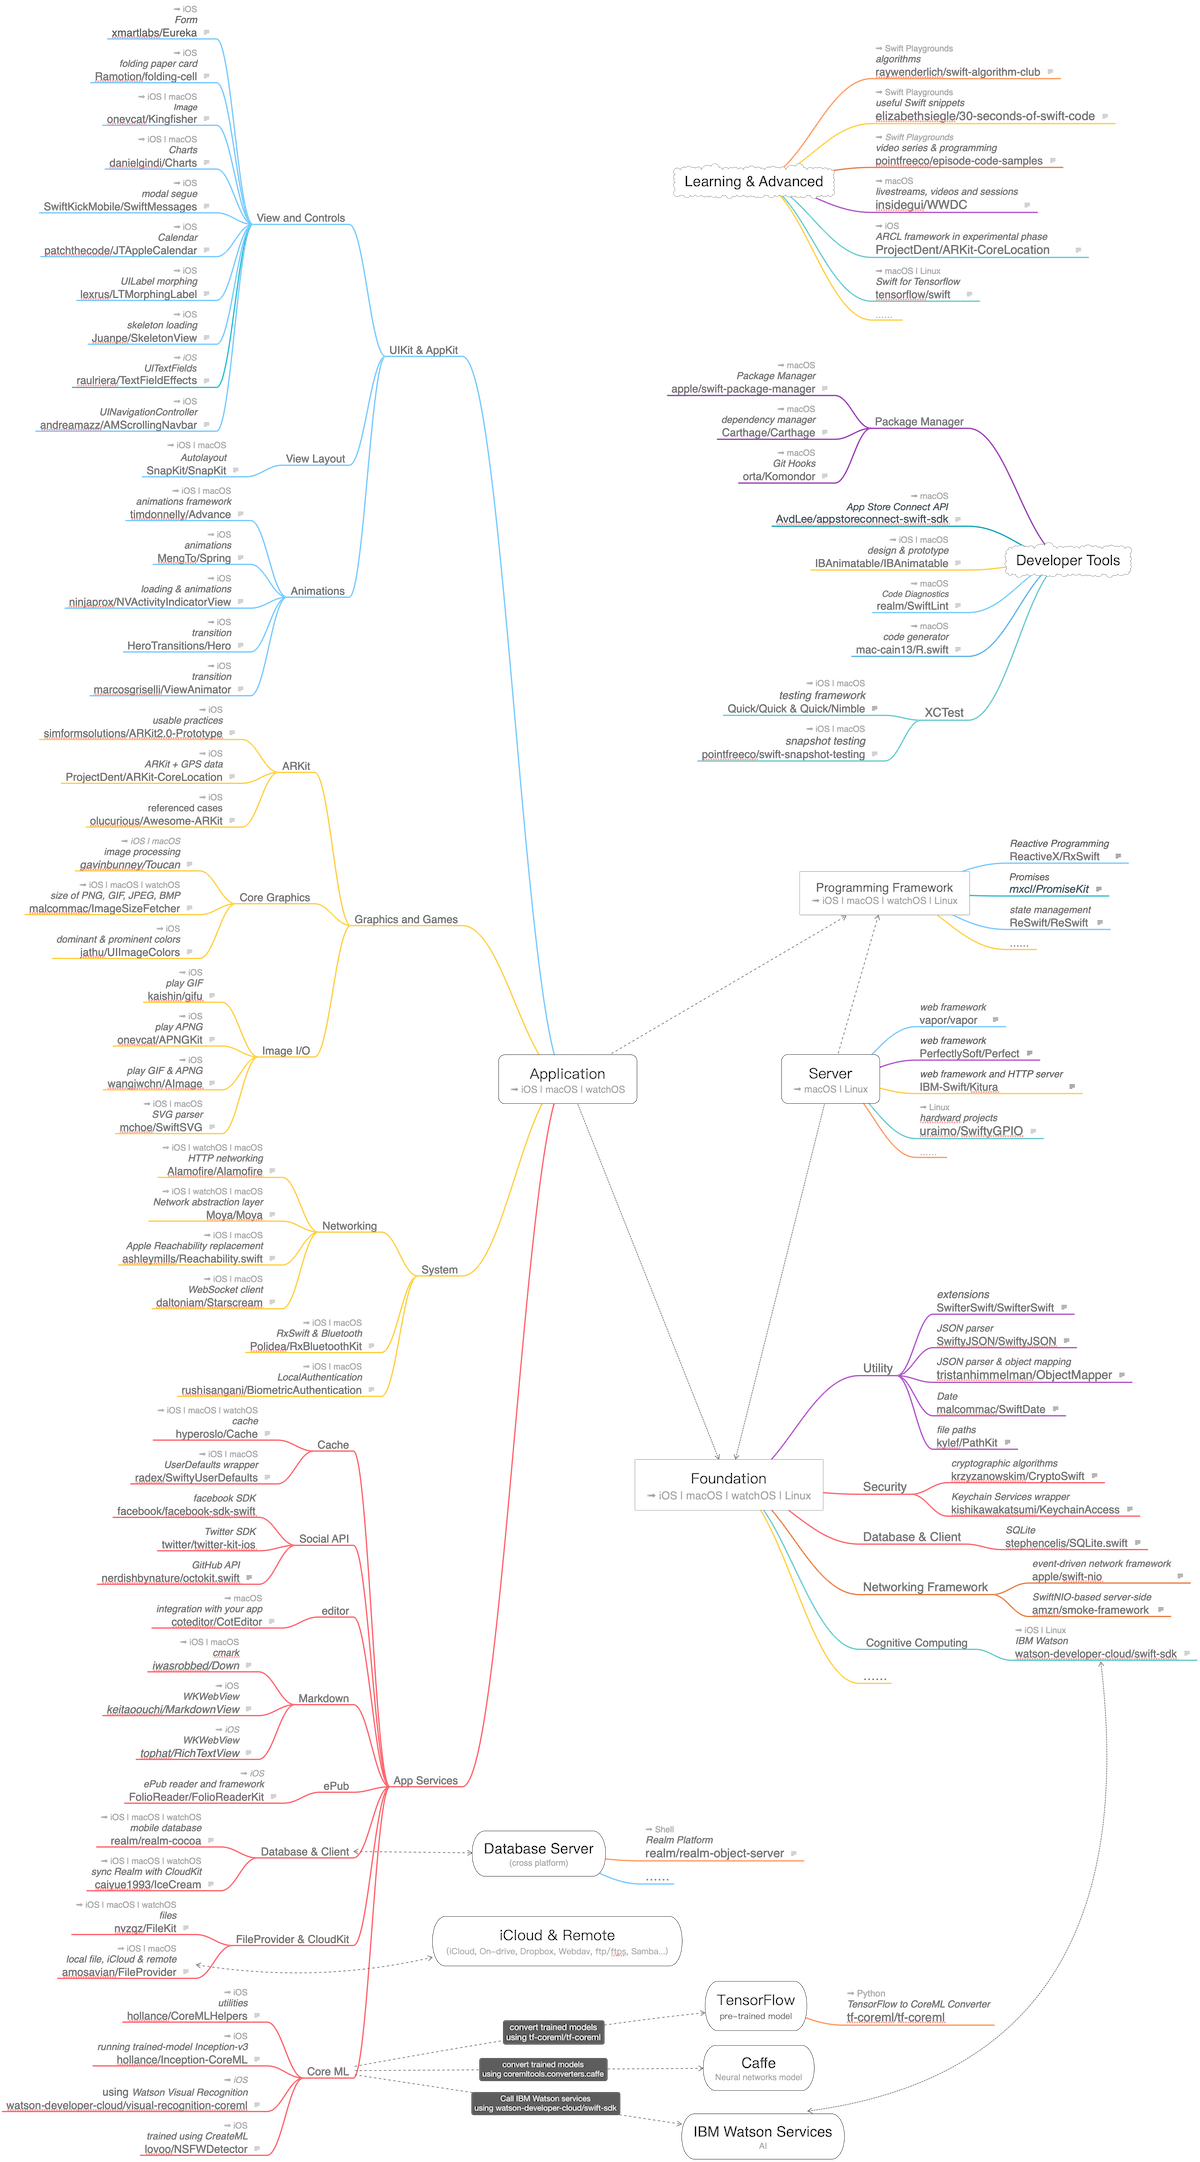 → iOS
Form
xmartlabs/Eureka
→ iOS
folding paper card
Ramotion/folding-cell
→ iOS | macOS
Image
onevcat/Kingfisher
→ iOS | macOS
Charts
danielgindi/Charts
→ iOS | macOS
modal segue
SwiftKickMobile/SwiftMessages
→ iOS
Calendar
patchthecode/JTAppleCalendar
→ iOS
UILabel morphing
lexrus/LTMorphingLabel
→ iOS
skeleton loading
Juanpe/SkeletonView
→ iOS
UITextFields
raulriera/TextFieldEffects
→ iOS
UINavigationController
andreamazz/AMScrollingNavbar
View and Controls
→ iOS | macOS
Autolayout
SnapKit/SnapKit
View Layout
→ iOS | macOS
animations framework
timdonnelly/Advance
→ iOS
animations
MengTo/Spring
→ iOS
loading & animations
ninjaprox/NVActivityIndicatorView
→ iOS
transition
HeroTransitions/Hero
→ iOS
transition
marcosgriselli/ViewAnimator
Animations
UIKit & AppKit
→ iOS
usable practices
simformsolutions/ARKit2.0-Prototype
→ iOS
ARKit + GPS data
ProjectDent/ARKit-CoreLocation
→ iOS
referenced cases
olucurious/Awesome-ARKit
ARKit
→ iOS | macOS
image processing
gavinbunney/Toucan
→ iOS | macOS | watchOS
size of PNG, GIF, JPEG, BMP
malcommac/ImageSizeFetcher
→ iOS
dominant & prominent colors
jathu/UIImageColors
Core Graphics
Graphics and Games
→ iOS
play GIF
kaishin/gifu
→ iOS
play APNG
onevcat/APNGKit
→ iOS
play GIF & APNG
wangjwchn/AImage
→ iOS | macOS
SVG parser
mchoe/SwiftSVG
Image I/O
→ iOS | watchOS | macOS
HTTP networking
Alamofire/Alamofire
→ iOS | watchOS | macOS
Network abstraction layer
Moya/Moya
→ iOS | macOS
Apple Reachability replacement
ashleymills/Reachability.swift
→ iOS | macOS
WebSocket client
daltoniam/Starscream
Networking
System
→ iOS | macOS
RxSwift & Bluetooth
Polidea/RxBluetoothKit
→ iOS | macOS
LocalAuthentication
rushisangani/BiometricAuthentication
→ iOS | macOS | watchOS
cache
hyperoslo/Cache
→ iOS | macOS
UserDefaults wrapper
radex/SwiftyUserDefaults
Cache
facebook SDK
facebook/facebook-sdk-swift
Twitter SDK
twitter/twitter-kit-ios
GitHub API
nerdishbynature/octokit.swift
Social API
→ macOS
integration with your app
coteditor/CotEditor
editor
→ iOS | macOS
cmark
iwasrobbed/Down
→ iOS
WKWebView
keitaoouchi/MarkdownView
→ iOS
WKWebView
tophat/RichTextView
Markdown
→ iOS
ePub reader and framework
FolioReader/FolioReaderKit
ePub
App Services
→ iOS | macOS | watchOS
mobile database
realm/realm-cocoa
→ iOS | macOS | watchOS
sync Realm with CloudKit
caiyue1993/IceCream
Database & Client
→ iOS | macOS | watchOS
files
nvzqz/FileKit
→ iOS | macOS
local file, iCloud & remote
amosavian/FileProvider
FileProvider & CloudKit
→ iOS
utilities
hollance/CoreMLHelpers
→ iOS
running trained-model Inception-v3
hollance/Inception-CoreML
→ iOS
using Watson Visual Recognition
watson-developer-cloud/visual-recognition-coreml
→ iOS
trained using CreateML
lovoo/NSFWDetector
Core ML
Application
→ iOS | macOS | watchOS
→ Swift Playgrounds
algorithms
raywenderlich/swift-algorithm-club
→ Swift Playgrounds
useful Swift snippets
elizabethsiegle/30-seconds-of-swift-code
→ Swift Playgrounds
video series & programming
pointfreeco/episode-code-samples
Learning & Advanced
→ macOS
livestreams, videos and sessions
insidegui/WWDC
→ iOS
ARCL framework in experimental phase
ProjectDent/ARKit-CoreLocation
→ macOS | Linux
Swift for Tensorflow
tensorflow/swift
......
→ macOS
Package Manager
apple/swift-package-manager
→ macOS
dependency manager
Carthage/Carthage
→ macOS
Git Hooks
orta/Komondor
Package Manager
→ macOS
App Store Connect API
AvdLee/appstoreconnect-swift-sdk
→ iOS | macOS
design & prototype
IBAnimatable/IBAnimatable
Developer Tools
→ macOS
Code Diagnostics
realm/SwiftLint
→ macOS
code generator
mac-cain13/R.swift
→ iOS | macOS
testing framework
Quick/Quick & Quick/Nimble
XCTest
→ iOS | macOS
snapshot testing
pointfreeco/swift-snapshot-testing
Programming Framework
→ iOS | macOS | watchOS | Linux
Reactive Programming
ReactiveX/RxSwift
Promises
mxcl/PromiseKit
state management
ReSwift/ReSwift
......
Server
→ macOS | Linux
web framework
vapor/vapor
web framework
PerfectlySoft/Perfect
web framework and HTTP server
IBM-Swift/Kitura
→ Linux
hardward projects
uraimo/SwiftyGPIO
......
Foundation
→ iOS | macOS | watchOS | Linux
Utility
extensions
SwifterSwift/SwifterSwift
JSON parser
SwiftyJSON/SwiftyJSON
JSON parser & object mapping
tristanhimmelman/ObjectMapper
Date
malcommac/SwiftDate
file paths
kylef/PathKit
Security
cryptographic algorithms
krzyzanowskim/CryptoSwift
Keychain Services wrapper
kishikawakatsumi/KeychainAccess
Database & Client
SQLite
stephencelis/SQLite.swift
Networking Framework
event-driven network framework
apple/swift-nio
SwiftNIO-based server-side
amzn/smoke-framework
Cognitive Computing
→ iOS | Linux
IBM Watson
watson-developer-cloud/swift-sdk
......
Database Server
(cross platform)
→ Shell
Realm Platform
realm/realm-object-server
......
iCloud & Remote
(iCloud, On-drive, Dropbox, Webdav, ftp/ftps, Samba...)
convert trained models
using tf-coreml/tf-coreml
TensorFlow
pre-trained model
→ Python
TensorFlow to CoreML Converter
tf-coreml/tf-coreml
convert trained models
using coremltools.converters.caffe
Caffe
Neural networks model
Call IBM Watson services
using watson-developer-cloud/swift-sdk
IBM Watson Services
AI